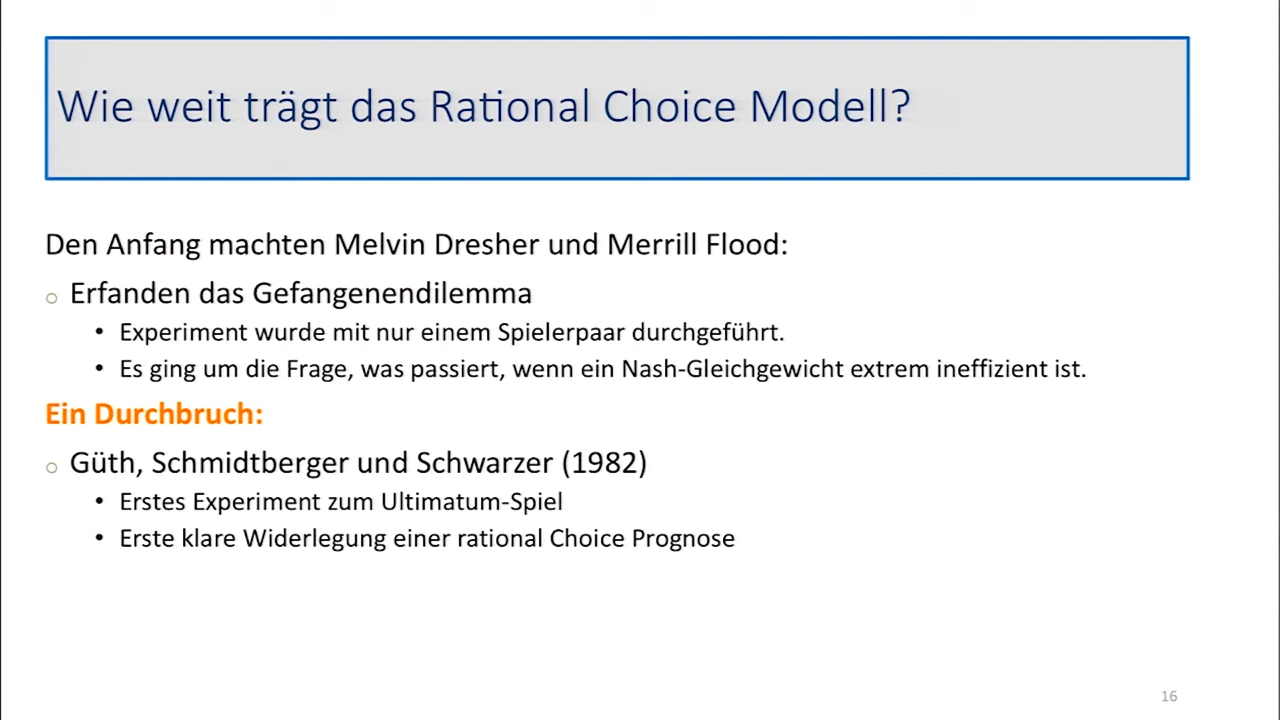 Wie weit trägt das Rational Choice Modell?
Den Anfang machten Melvin Dresher und Merrill Flood:
o Erfanden das Gefangenendilemma
• Experiment wurde mit nur einem Spielerpaar durchgeführt.
• Es ging um die Frage, was passiert, wenn ein Nash-Gleichgewicht extrem ineffizient ist.
Ein Durchbruch:
o Güth, Schmidtberger und Schwarzer (1982)
• Erstes Experiment zum Ultimatum-Spiel
• Erste klare Widerlegung einer rational Choice Prognose
16